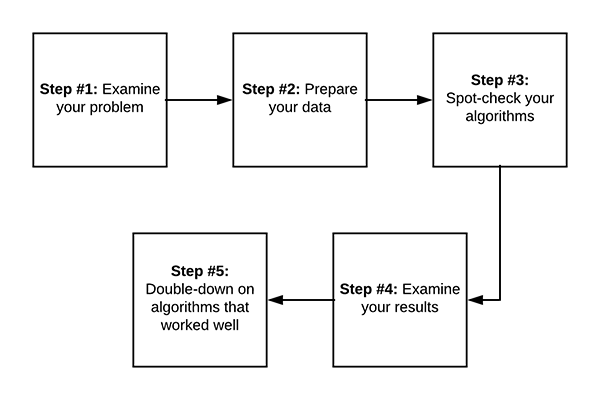 Step #1: Examine
your problem
Step #2: Prepare
your data
Step #3:
Spot-check your
algorithms
Step #4: Examine
your results
Step #5:
Double-down on
algorithms that
worked well